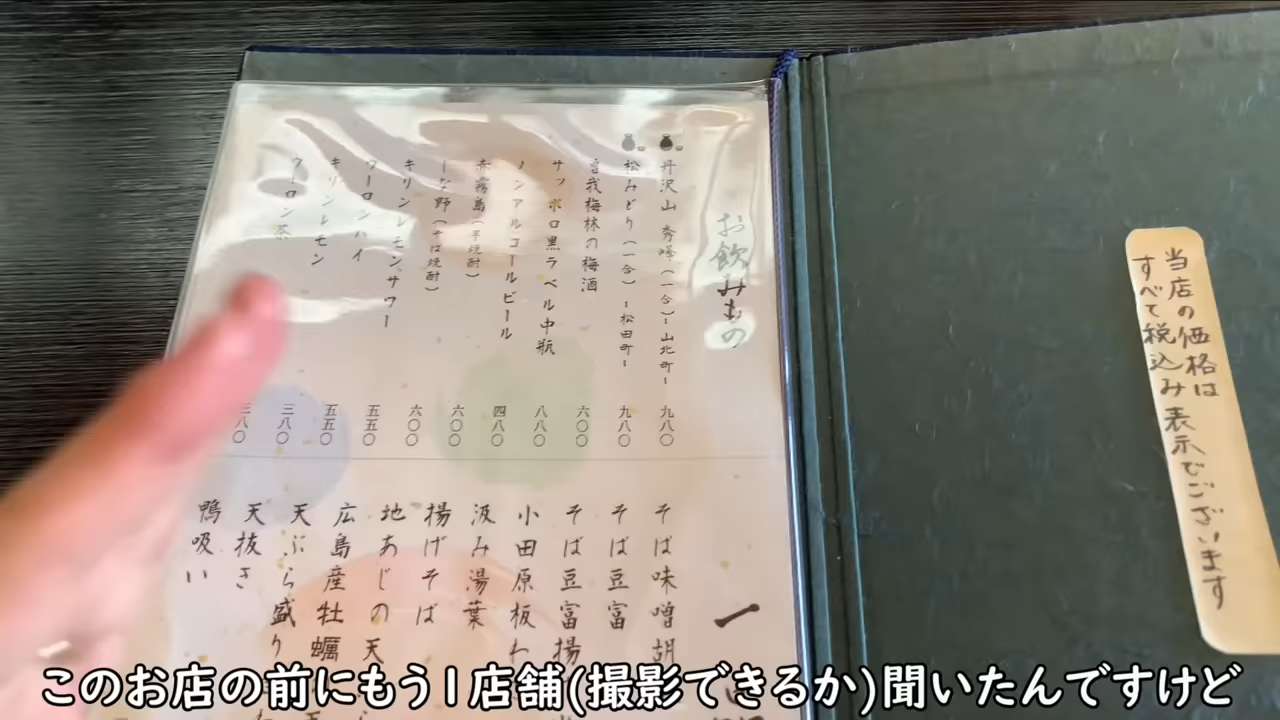 お飲みもの
丹沢山 秀峰(一合)ー山北町ー 九八〇
松みどり(一合)ー松田町ー 九八〇
曽我梅林の梅酒 六〇〇
サッポロ黒ラベル中瓶 八八〇
ノンアルコールビール 四八〇
赤霧島(芋焼酎) 六〇〇
しな野(そば焼酎) 六〇〇
キリンレモンサワー 五五〇
ウーロンハイ 五五〇
キリンレモン 三八〇
ウーロン茶 三八〇
一
そば味噌胡
そば豆富
そば豆富揚
小田原板わ
汲み湯葉
揚げそば
地あじの天
広島産牡蠣
天ぷら盛り
天抜き
鴨吸い
当店の価格は
すべて税込み表示でございます
このお店の前にもう1店舗(撮影できるか)聞いたんですけど